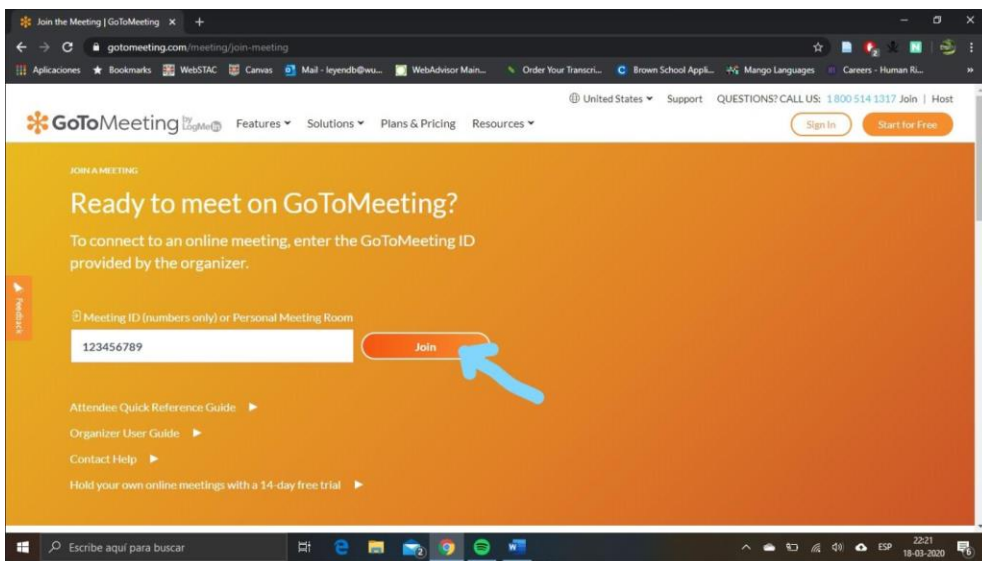 Join the Meeting | GoToMeeting
gotomeeting.com/meeting/join-meeting
Aplicaciones Bookmarks WebSTAC Canvas Mail - leyendb@wu... WebAdvisor Main... Order Your Transcri... Brown School Appli... Mango Languages Careers - Human Ri... »
United States Support QUESTIONS? CALL US: 1 800 514 1317 Join | Host
GoToMeeting by LogMeIn Features Solutions Plans & Pricing Resources Sign In Start for Free
JOIN A MEETING
Ready to meet on GoToMeeting?
To connect to an online meeting, enter the GoToMeeting ID
provided by the organizer.
Feedback
Meeting ID (numbers only) or Personal Meeting Room
123456789 Join
Attendee Quick Reference Guide
Organizer User Guide
Contact Help
Hold your own online meetings with a 14-day free trial
Escribe aquí para buscar ESP 22:21
18-03-2020